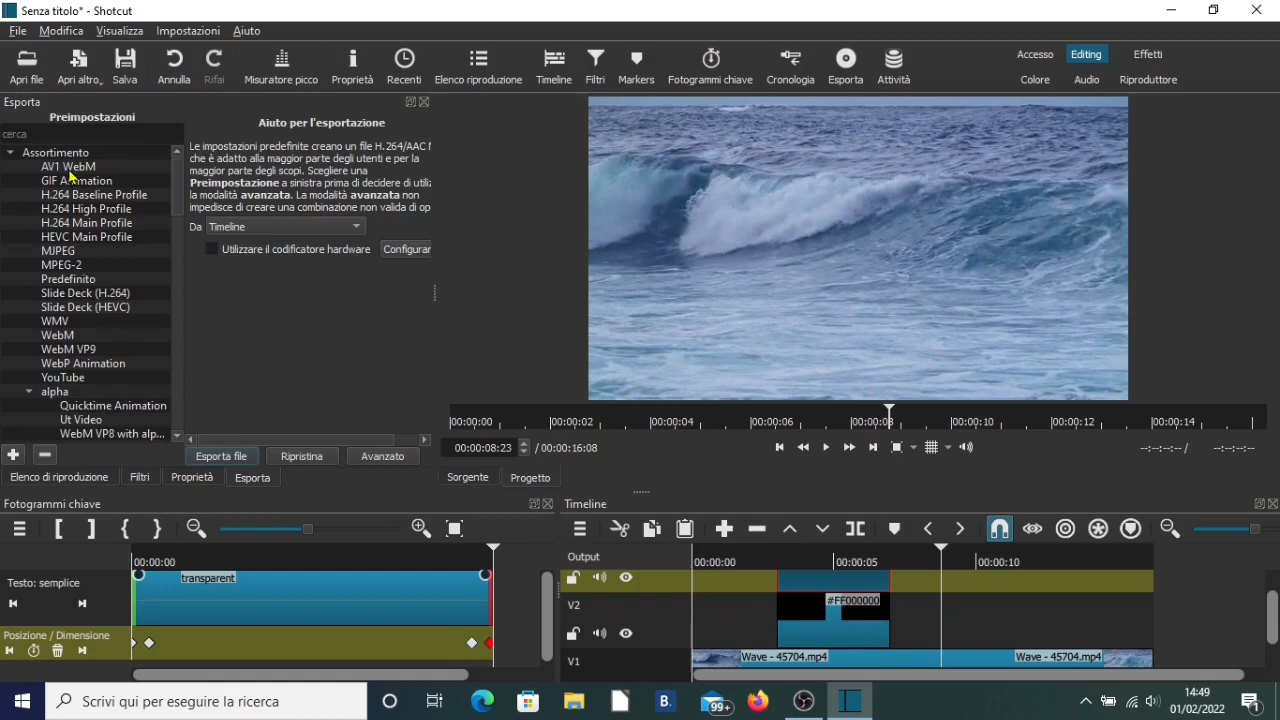 Senza titolo* - Shotcut
File Modifica Visualizza Impostazioni Aiuto
Apri file Apri altro. Salva Annulla Rifai Misuratore picco Proprietà Recenti Elenco riproduzione Timeline Filtri Markers Fotogrammi chiave Cronologia Esporta Attività
Accesso Editing Effetti
Colore Audio Riproduttore
Esporta
Preimpostazioni
cerca
Assortimento
AV1 WebM
GIF Animation
H.264 Baseline Profile
H.264 High Profile
H.264 Main Profile
HEVC Main Profile
MJPEG
MPEG-2
Predefinito
Slide Deck (H.264)
Slide Deck (HEVC)
WMV
WebM
WebM VP9
WebP Animation
YouTube
alpha
Quicktime Animation
Ut Video
WebM VP8 with alp...
Aiuto per l'esportazione
Le impostazioni predefinite creano un file H.264/AAC M
che è adatto alla maggior parte degli utenti e per la
maggior parte degli scopi. Scegliere una
Preimpostazione a sinistra prima di decidere di utiliz
la modalità avanzata. La modalità avanzata non
impedisce di creare una combinazione non valida di op
Da Timeline
Utilizzare il codificatore hardware Configurar
Esporta file Ripristina Avanzato
Elenco di riproduzione Filtri Proprietà Esporta
00:00:00 00:00:02 00:00:04 00:00:06 00:00:08 00:00:10 00:00:12 00:00:14
00:00:08:23 / 00:00:16:08 --:--:--:-- / --:--:--:--
Sorgente Progetto
Fotogrammi chiave
00:00:00
Testo: semplice
transparent
Posizione / Dimensione
Timeline
Output
00:00:00 00:00:05 00:00:10
V2
#FF000000
V1
Wave - 45704.mp4 Wave - 45704.mp4
Scrivi qui per eseguire la ricerca
B.
99+
14:49
01/02/2022
1